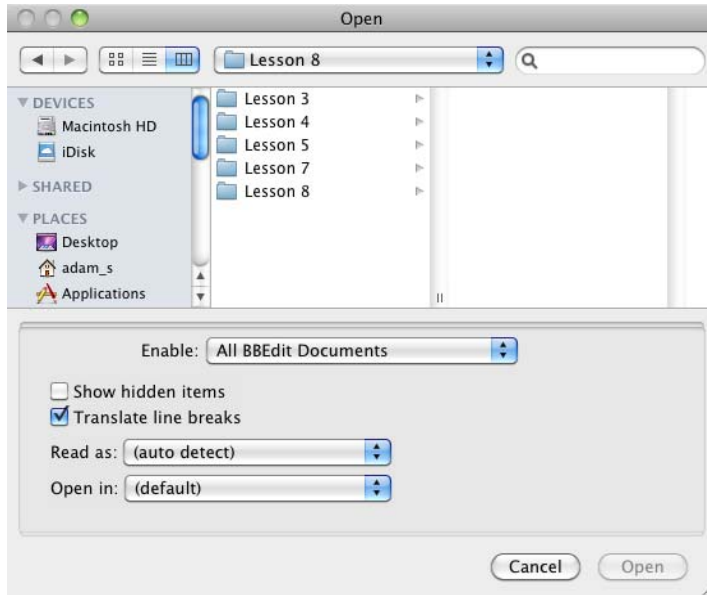 Open
Lesson 8
DEVICES
Macintosh HD
iDisk
SHARED
PLACES
Desktop
adam_s
Applications
Lesson 3
Lesson 4
Lesson 5
Lesson 7
Lesson 8
Enable: All BBEdit Documents
Show hidden items
Translate line breaks
Read as: (auto detect)
Open in: (default)
Cancel Open